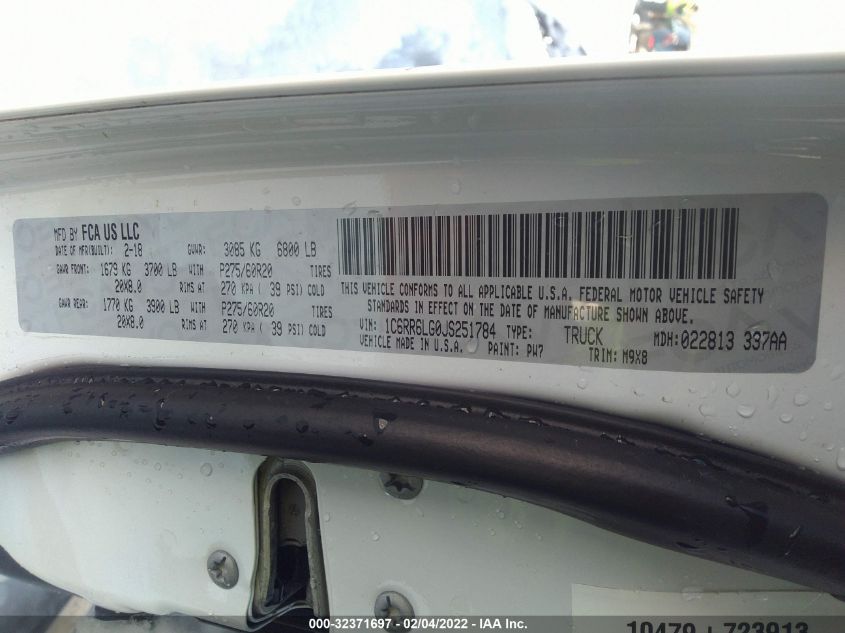 MFD BY FCA US LLC
DATE OF MFR(BUILT): 2-18 GVWR: 3085 KG 6800 LB
GAWR FRONT: 1679 KG 3700 LB WITH P275/60R20 TIRES
20X8.0 RIMS AT 270 KPA ( 39 PSI) COLD
GAWR REAR: 1770 KG 3900 LB WITH P275/60R20 TIRES
20X8.0 RIMS AT 270 KPA ( 39 PSI) COLD
THIS VEHICLE CONFORMS TO ALL APPLICABLE U.S.A. FEDERAL MOTOR VEHICLE SAFETY
STANDARDS IN EFFECT ON THE DATE OF MANUFACTURE SHOWN ABOVE.
VIN: 1C6RR6LG0JS251784 TYPE: TRUCK MDH:022813 337AA
VEHICLE MADE IN U.S.A. PAINT: PW7 TRIM: M9X8
000-32371697 - 02/04/2022 - IAA Inc.